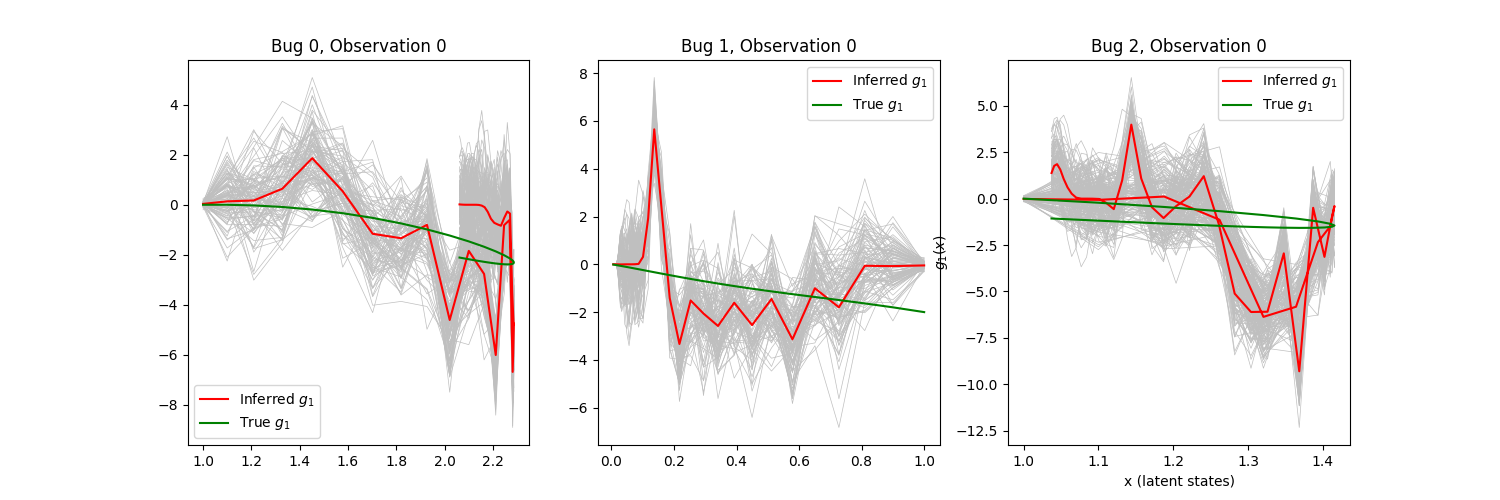 Bug 0, Observation 0
4
2
0
−2
−4
−6
−8
Inferred g₁
True g₁
1.0 1.2 1.4 1.6 1.8 2.0 2.2
Bug 1, Observation 0
8
6
4
2
0
−2
−4
−6
Inferred g₁
True g₁
0.0 0.2 0.4 0.6 0.8 1.0
Bug 2, Observation 0
g₁(x)
5.0
2.5
0.0
−2.5
−5.0
−7.5
−10.0
−12.5
Inferred g₁
True g₁
1.0 1.1 1.2 1.3 1.4
x (latent states)